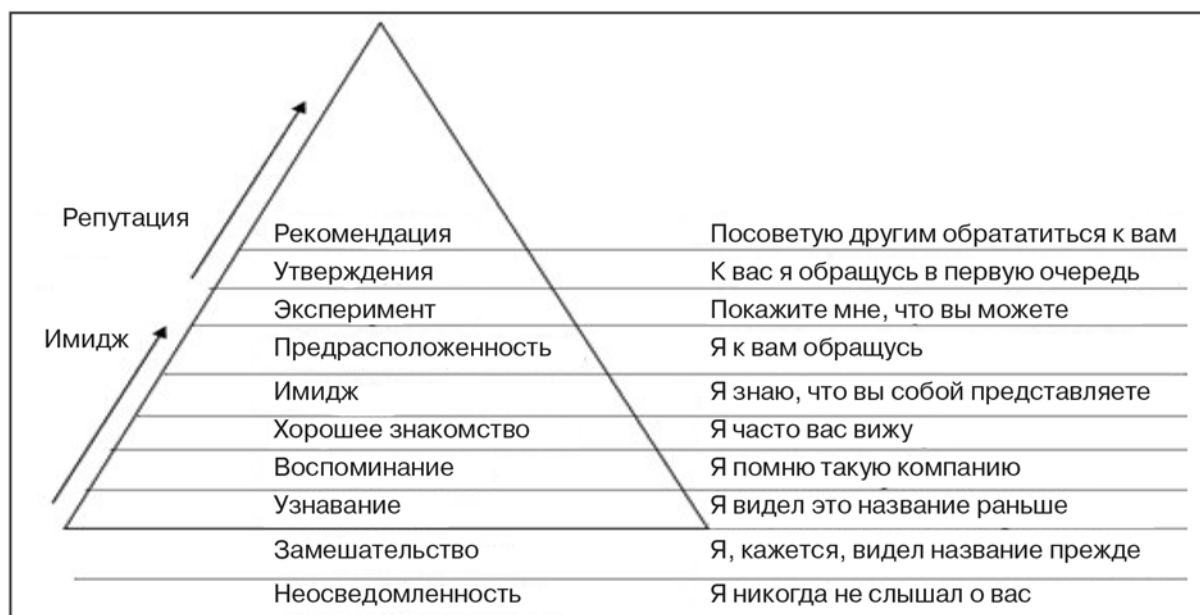 Репутация
Имидж
Рекомендация Посоветую другим обрататиться к вам
Утверждения К вас я обращусь в первую очередь
Эксперимент Покажите мне, что вы можете
Предрасположенность Я к вам обращусь
Имидж Я знаю, что вы собой представляете
Хорошее знакомство Я часто вас вижу
Воспоминание Я помню такую компанию
Узнавание Я видел это название раньше
Замешательство Я, кажется, видел название прежде
Неосведомленность Я никогда не слышал о вас